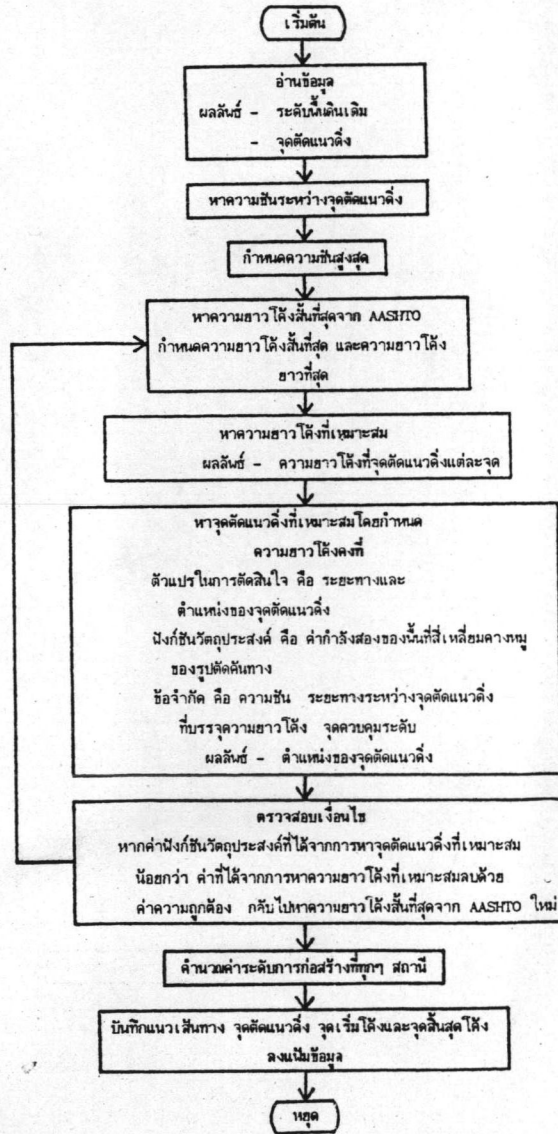 เริ่มต้น
อ่านข้อมูล
ผลลัพธ์ - ระดับพื้นดินเดิม
- จุดตัดแนวดิ่ง
หาความชันระหว่างจุดตัดแนวดิ่ง
กำหนดความชันสูงสุด
หาความยาวโค้งสั้นที่สุดจาก AASHTO
กำหนดความยาวโค้งสั้นที่สุด และความยาวโค้ง
ยาวที่สุด
หาความยาวโค้งที่เหมาะสม
ผลลัพธ์ - ความยาวโค้งที่จุดตัดแนวดิ่งแต่ละจุด
หาจุดตัดแนวดิ่งที่เหมาะสมโดยกำหนด
ความยาวโค้งคงที่
ตัวแปรในการตัดสินใจ คือ ระยะทางและ
ตำแหน่งของจุดตัดแนวดิ่ง
ฟังก์ชันวัตถุประสงค์ คือ ค่ากำลังสองของพื้นที่สี่เหลี่ยมคางหมู
ของรูปตัดคันทาง
ข้อจำกัด คือ ความชัน ระยะทางระหว่างจุดตัดแนวดิ่ง
ที่บรรจุความยาวโค้ง จุดควบคุมระดับ
ผลลัพธ์ - ตำแหน่งของจุดตัดแนวดิ่ง
ตรวจสอบเงื่อนไข
หากค่าฟังก์ชันวัตถุประสงค์ที่ได้จากการหาจุดตัดแนวดิ่งที่เหมาะสม
น้อยกว่า ค่าที่ได้จากการหาความยาวโค้งที่เหมาะสมลบด้วย
ค่าความถูกต้อง กลับไปหาความยาวโค้งสั้นที่สุดจาก AASHTO ใหม่
คำนวณค่าระดับการก่อสร้างที่ทุกๆ สถานี
บันทึกแนวเส้นทาง จุดตัดแนวดิ่ง จุดเริ่มโค้งและจุดสิ้นสุดโค้ง
ลงแฟ้มข้อมูล
หยุด